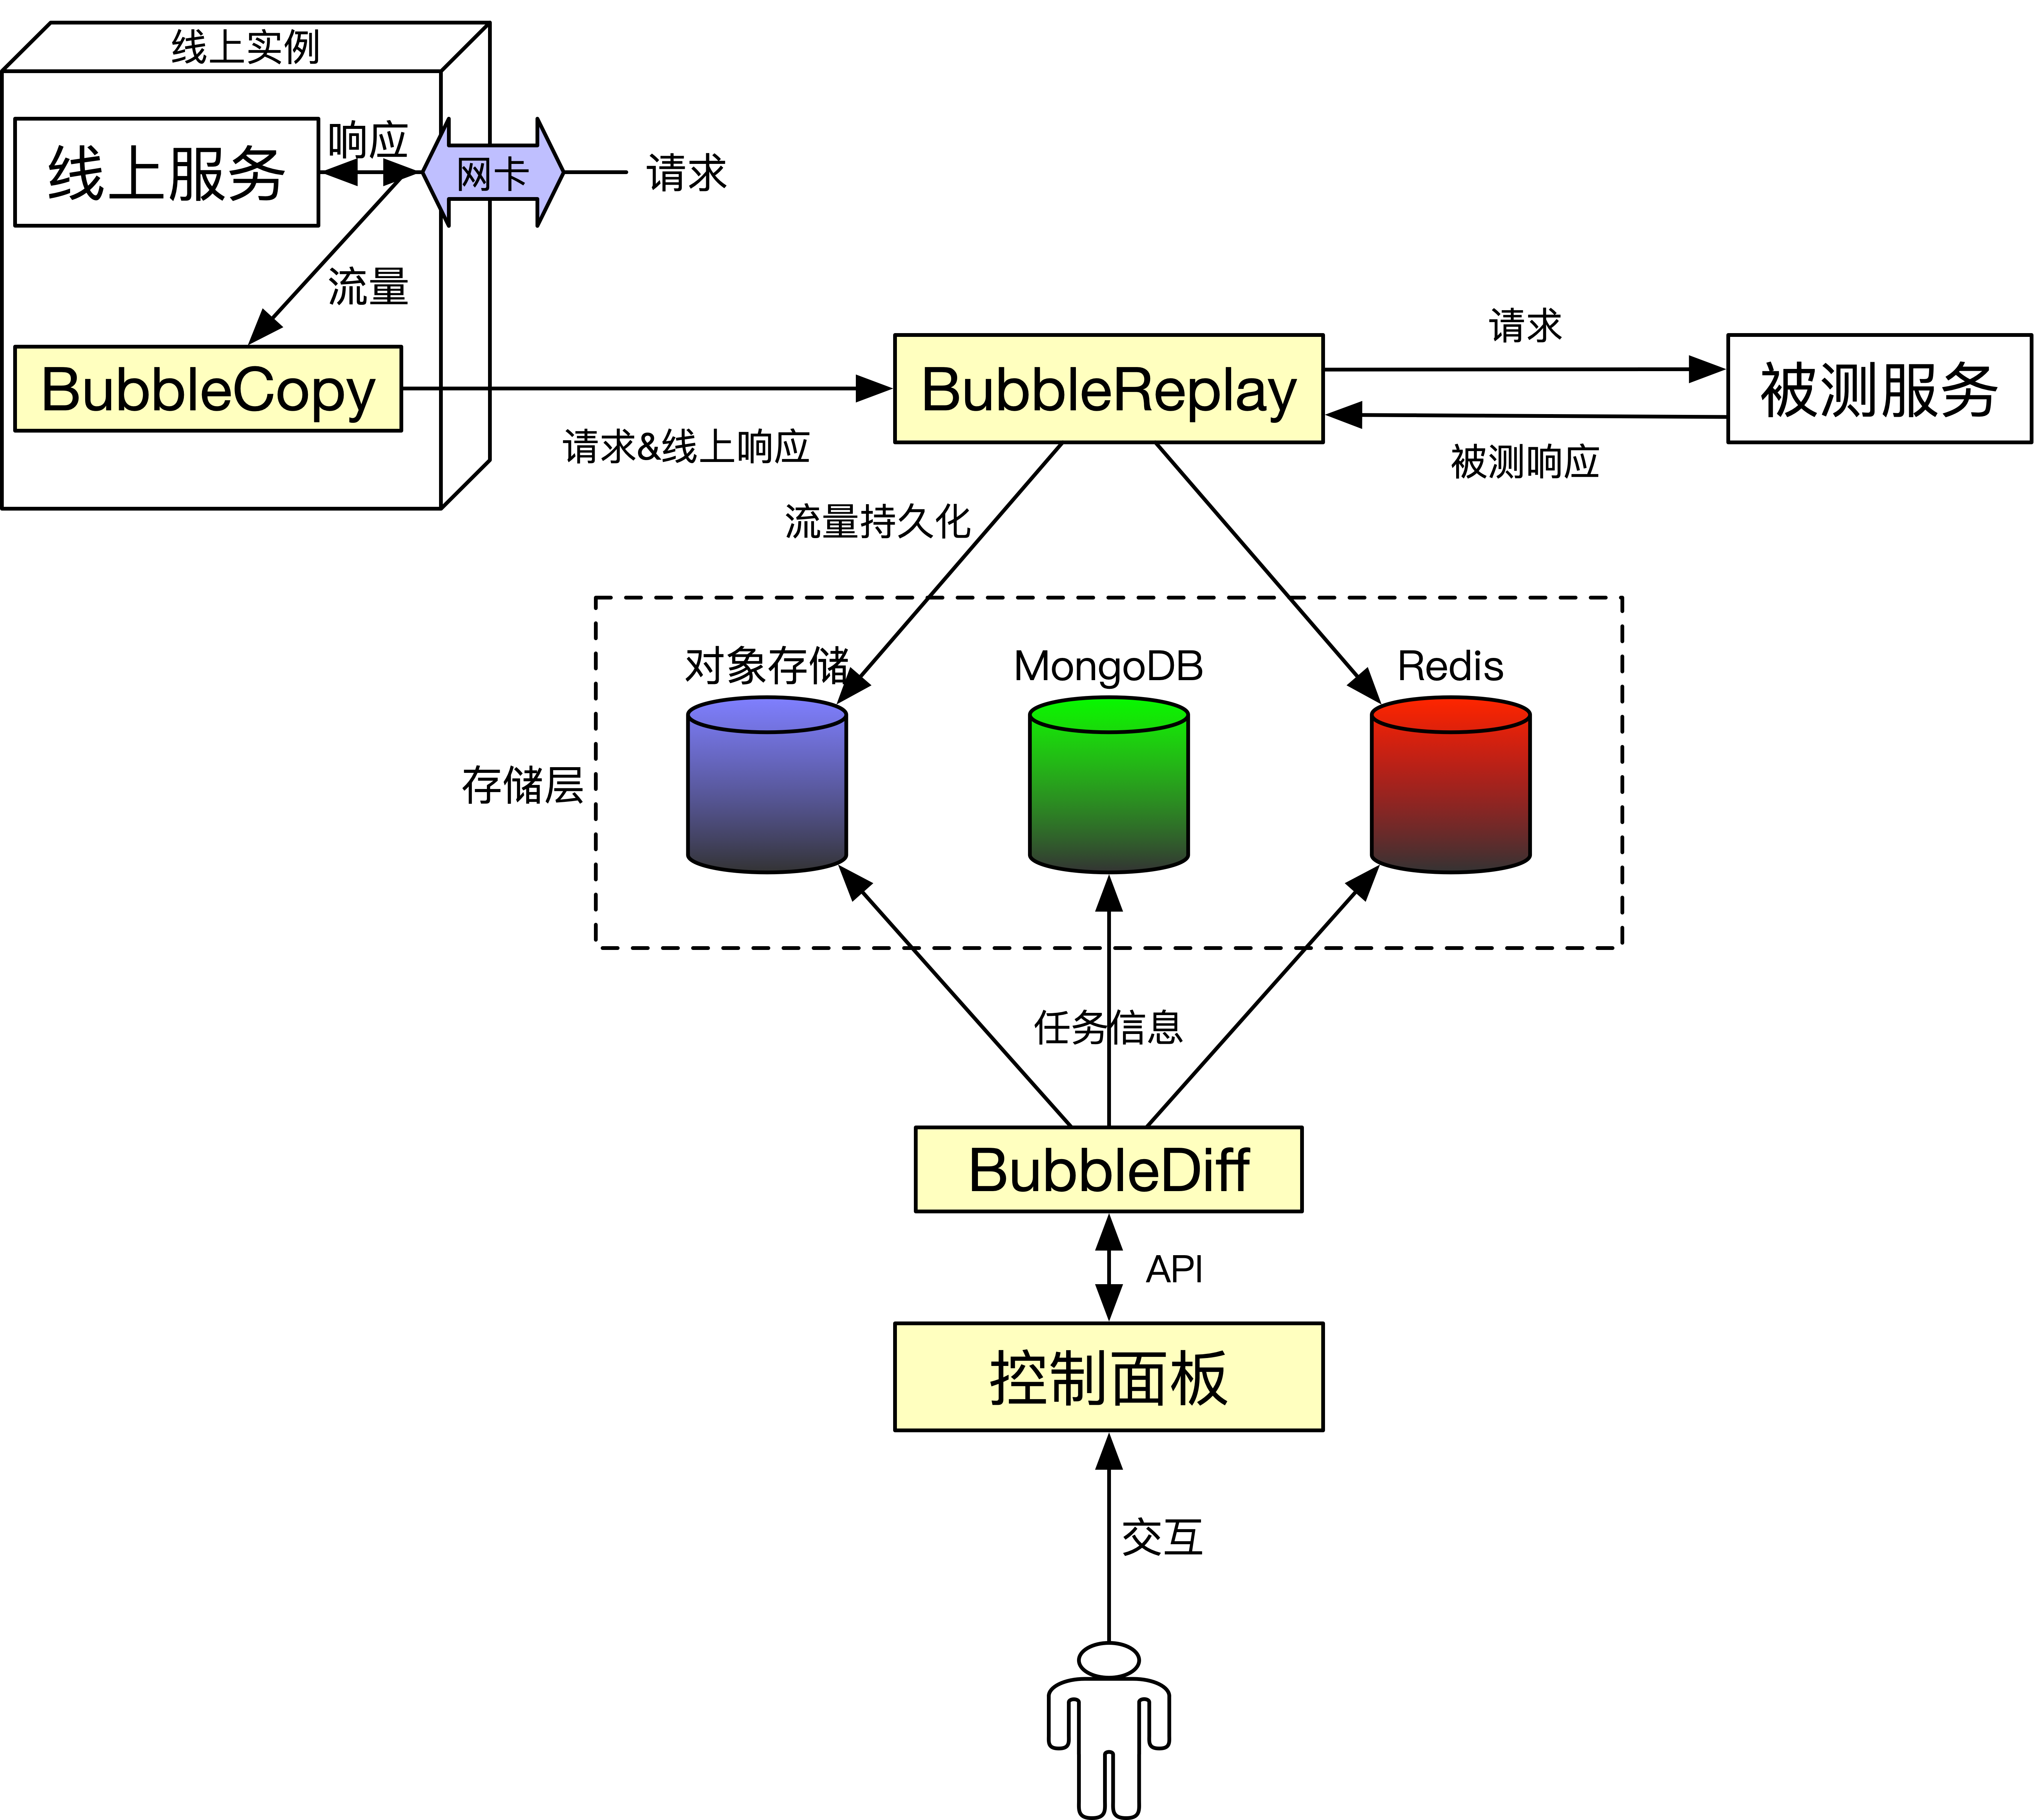 线上实例
响应
线上服务
网卡
请求
流量
BubbleCopy
请求&线上响应
BubbleReplay
请求
被测服务
被测响应
流量持久化
对象存储
MongoDB
Redis
存储层
任务信息
BubbleDiff
API
控制面板
交互